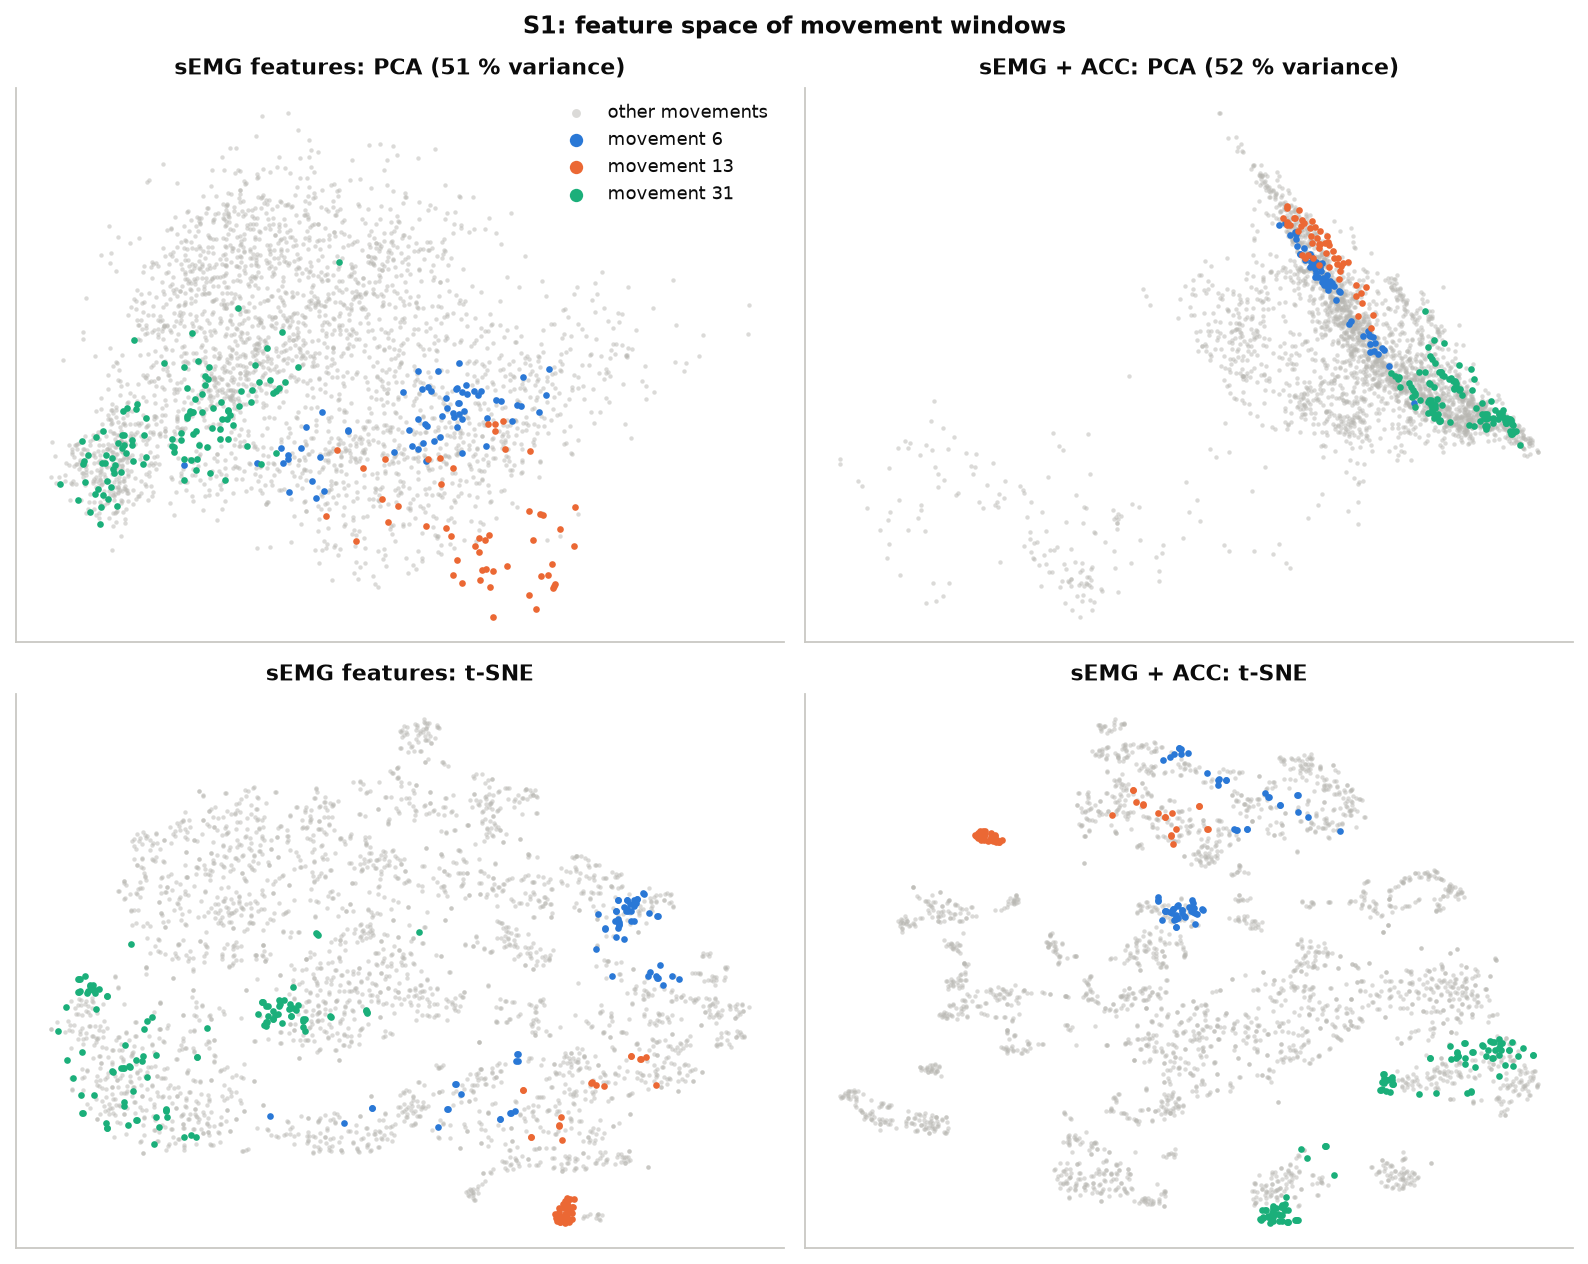 S1: feature space of movement windows
sEMG features: PCA (51 % variance)
sEMG + ACC: PCA (52 % variance)
other movements
movement 6
movement 13
movement 31
sEMG features: t-SNE
sEMG + ACC: t-SNE